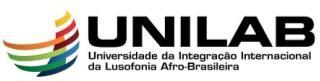 UNILAB
Universidade da Integração Internacional
da Lusofonia Afro-Brasileira